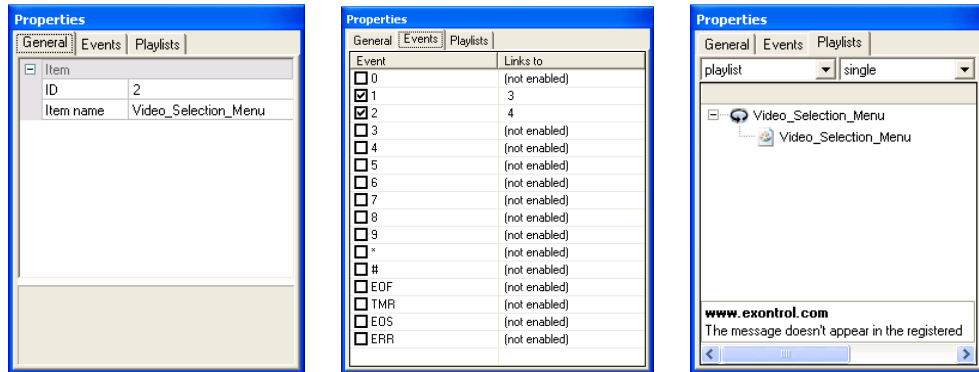 Properties
General Events Playlists
Item
ID 2
Item name Video_Selection_Menu
Properties
General Events Playlists
Event Links to
0 (not enabled)
1 3
2 4
3 (not enabled)
4 (not enabled)
5 (not enabled)
6 (not enabled)
7 (not enabled)
8 (not enabled)
9 (not enabled)
* (not enabled)
# (not enabled)
EOF (not enabled)
TMR (not enabled)
EOS (not enabled)
ERR (not enabled)
Properties
General Events Playlists
playlist single
Video_Selection_Menu
Video_Selection_Menu
www.exontrol.com
The message doesn't appear in the registered